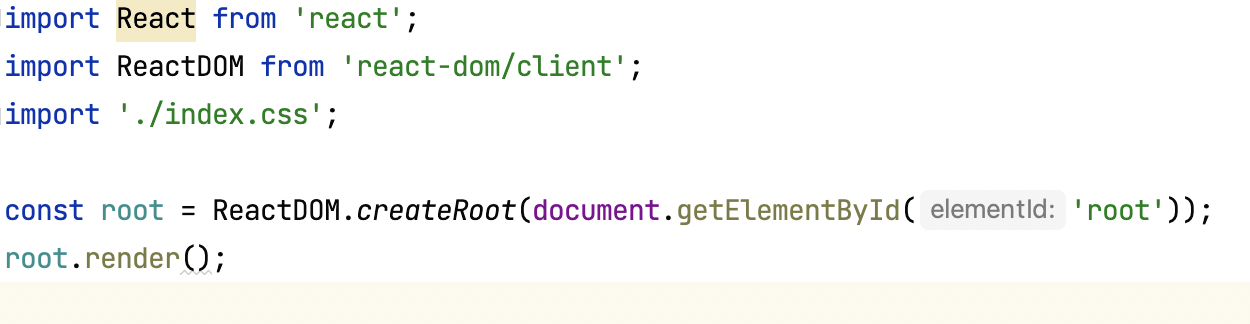 import React from 'react';
import ReactDOM from 'react-dom/client';
import './index.css';
const root = ReactDOM.createRoot(document.getElementById( elementId: 'root'));
root.render();